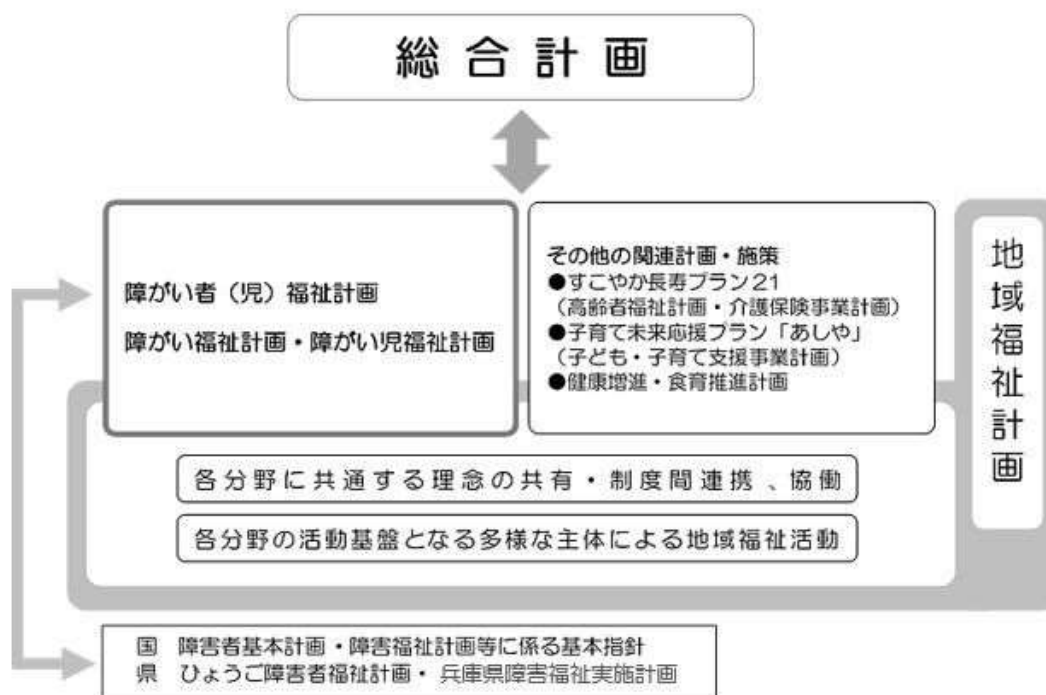 総合計画
障がい者（児）福祉計画
障がい福祉計画・障がい児福祉計画
その他の関連計画・施策
●すこやか長寿プラン21
（高齢者福祉計画・介護保険事業計画）
●子育て未来応援プラン「あしや」
（子ども・子育て支援事業計画）
●健康増進・食育推進計画
地域福祉計画
各分野に共通する理念の共有・制度間連携、協働
各分野の活動基盤となる多様な主体による地域福祉活動
国　障害者基本計画・障害福祉計画等に係る基本指針
県　ひょうご障害者福祉計画・兵庫県障害福祉実施計画